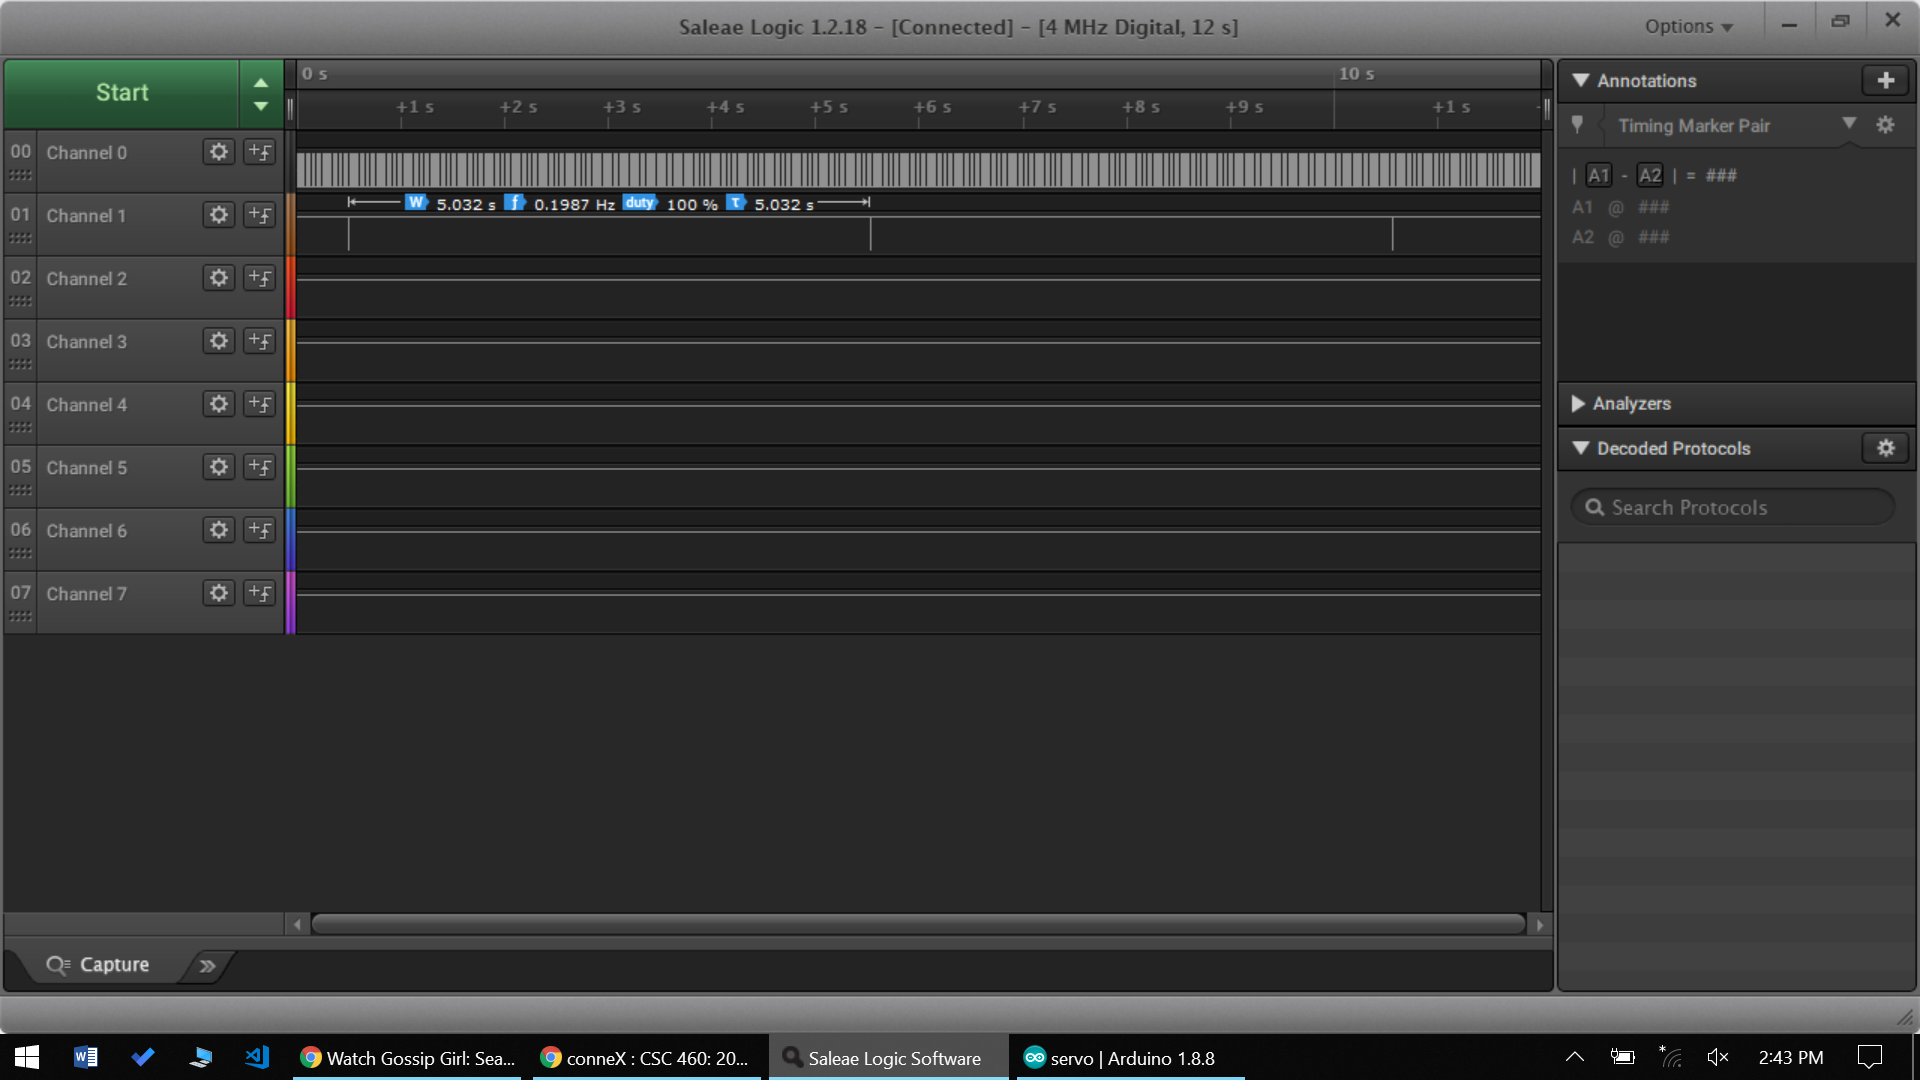 Saleae Logic 1.2.18 - [Connected] - [4 MHz Digital, 12 s]
Options
Start
0 s
10 s
+1 s
+2 s
+3 s
+4 s
+5 s
+6 s
+7 s
+8 s
+9 s
+1 s
00 Channel 0
01 Channel 1
W 5.032 s f 0.1987 Hz duty 100 % T 5.032 s
02 Channel 2
03 Channel 3
04 Channel 4
05 Channel 5
06 Channel 6
07 Channel 7
Annotations
Timing Marker Pair
| A1 - A2 | = ###
A1 @ ###
A2 @ ###
Analyzers
Decoded Protocols
Search Protocols
Capture
Watch Gossip Girl: Sea...
conneX : CSC 460: 20...
Saleae Logic Software
servo | Arduino 1.8.8
2:43 PM